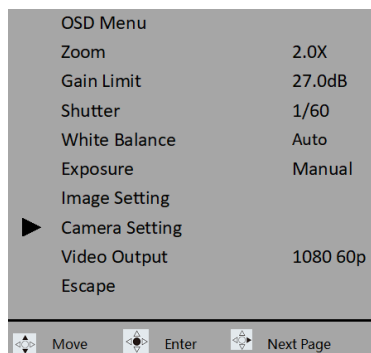 OSD Menu
Zoom 2.0X
Gain Limit 27.0dB
Shutter 1/60
White Balance Auto
Exposure Manual
Image Setting
Camera Setting
Video Output 1080 60p
Escape
Move Enter Next Page